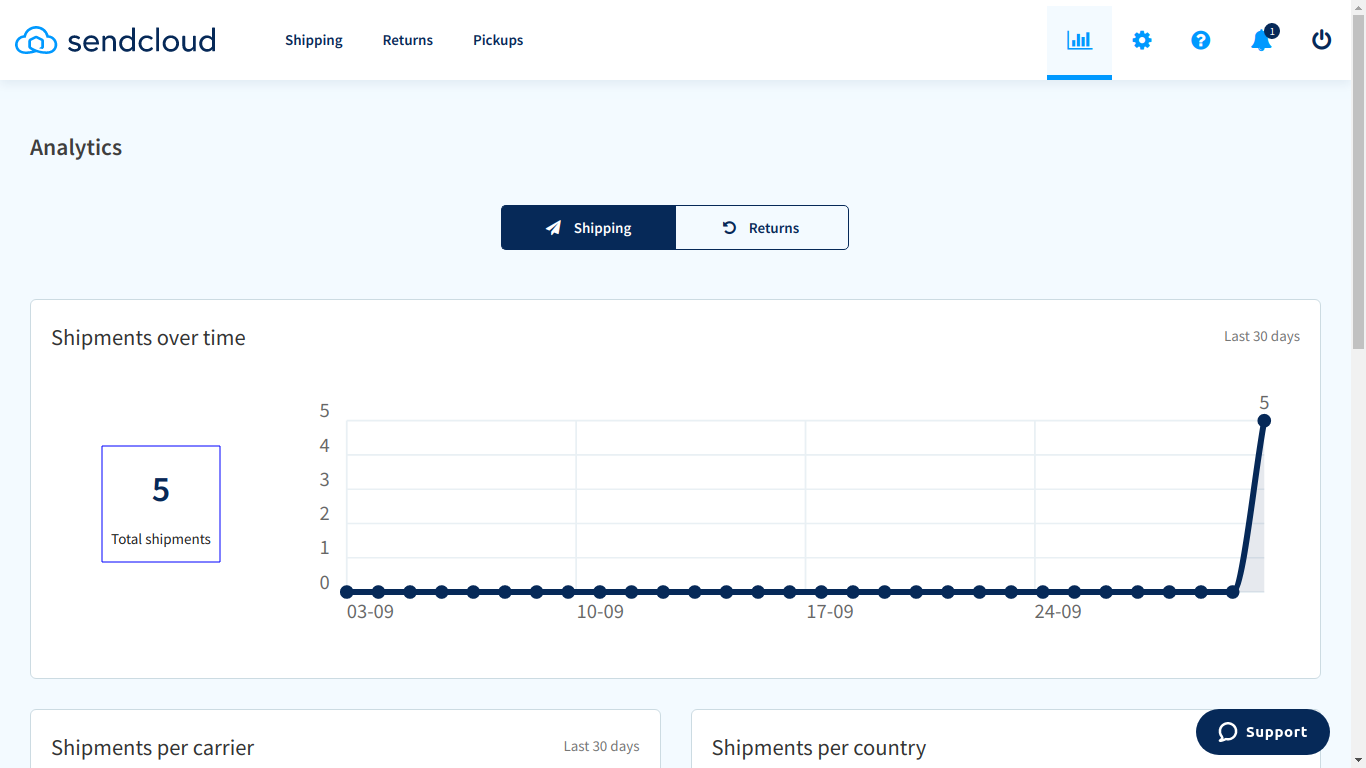 sendcloud
Shipping Returns Pickups
1
Analytics
Shipping Returns
Shipments over time
Last 30 days
5
Total shipments
5
4
3
2
1
0
5
03-09 10-09 17-09 24-09
Shipments per carrier
Last 30 days
Shipments per country
Support